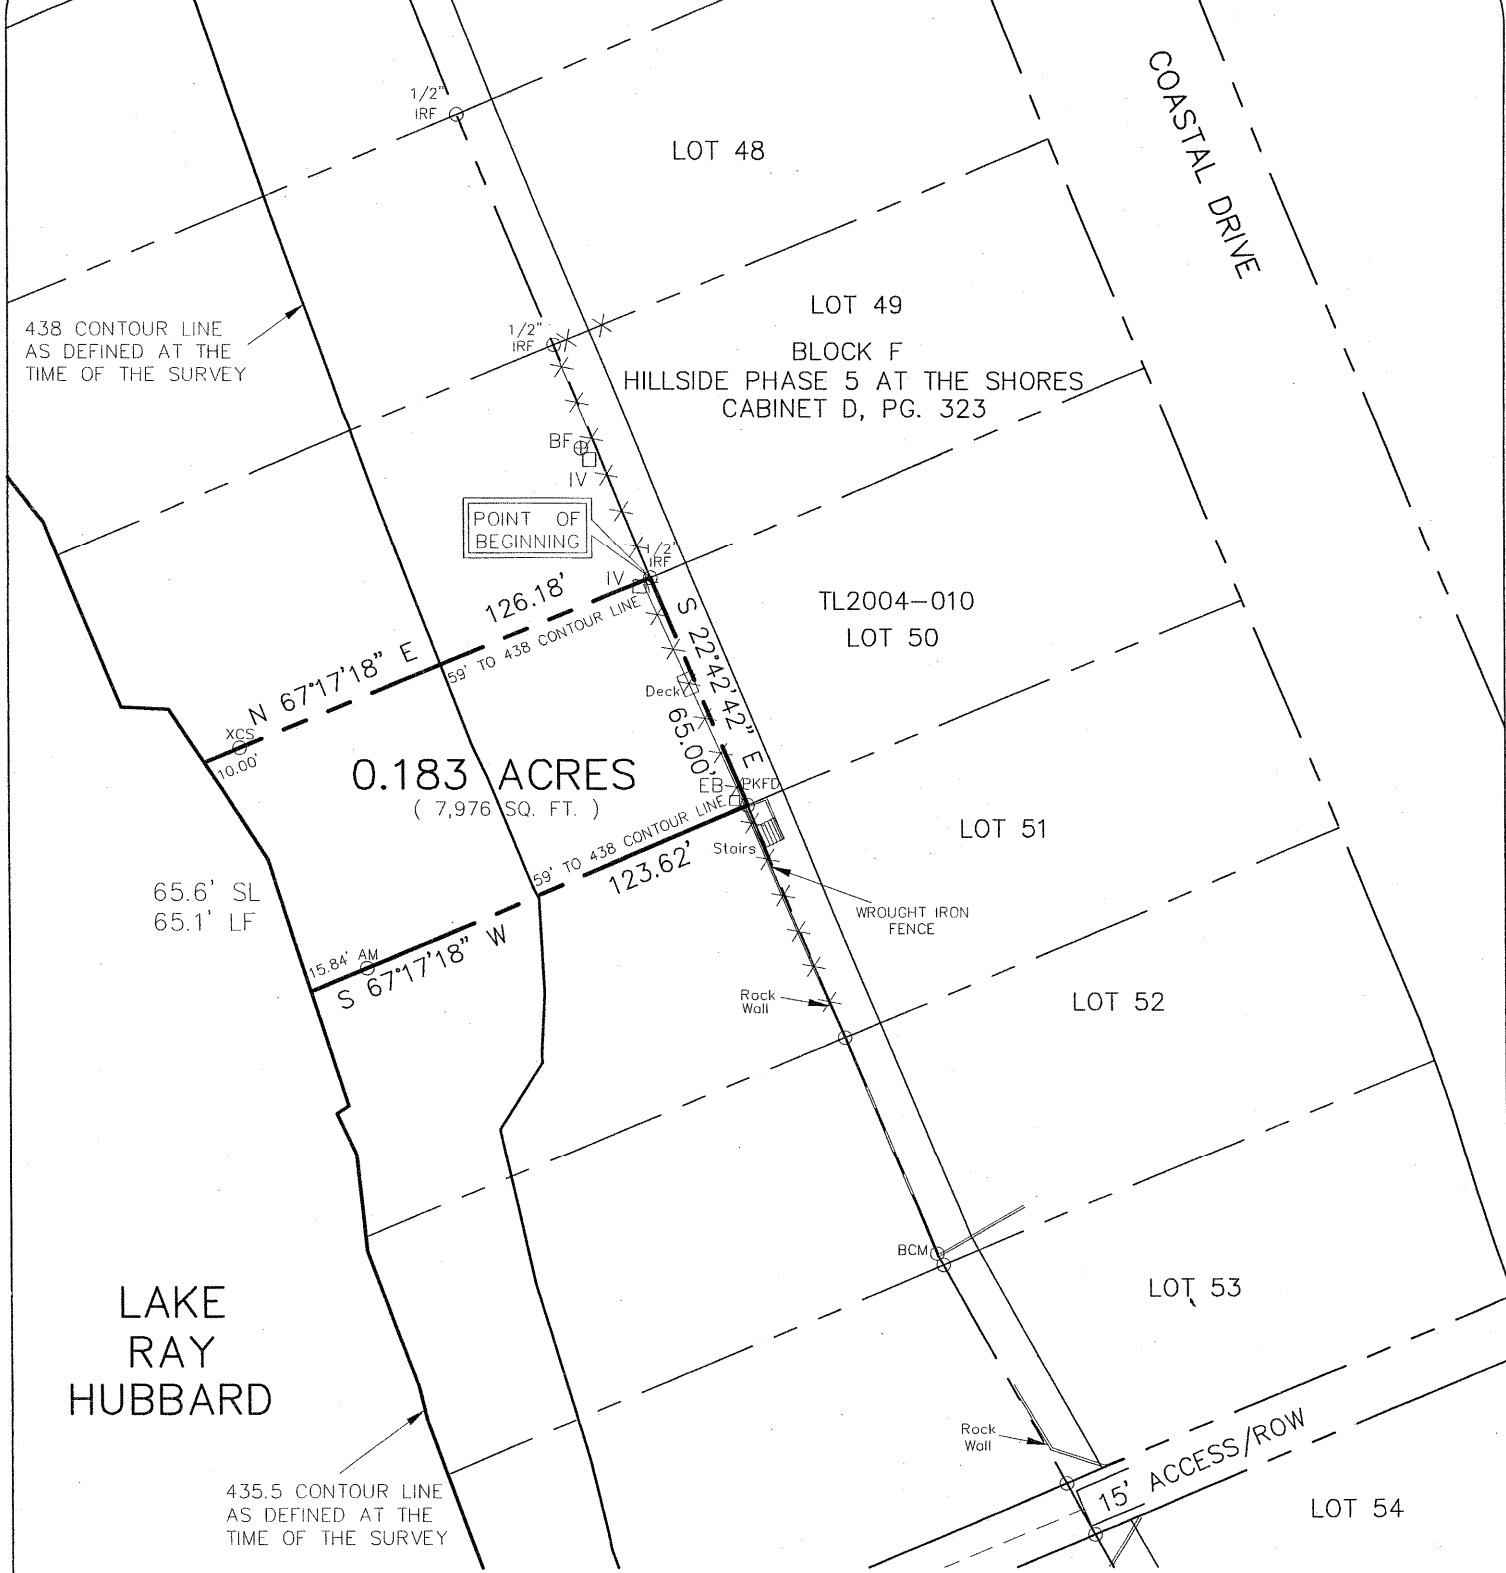 COASTAL DRIVE
1/2"
IRF
LOT 48
LOT 49
BLOCK F
HILLSIDE PHASE 5 AT THE SHORES
CABINET D, PG. 323
438 CONTOUR LINE
AS DEFINED AT THE
TIME OF THE SURVEY
1/2"
IRF
BF
IV
POINT OF
BEGINNING
1/2"
IRF
IV
126.18'
59' TO 438 CONTOUR LINE
N 67°17'18" E
S 22°42'42" E
65.00'
TL2004-010
LOT 50
Deck
XCS
10.00'
0.183 ACRES
( 7,976 SQ. FT. )
EB
PKFD
59' TO 438 CONTOUR LINE
123.62'
Stairs
LOT 51
65.6' SL
65.1' LF
WROUGHT IRON
FENCE
15.84' AM
S 67°17'18" W
Rock
Wall
LOT 52
BCM
LOT 53
LAKE
RAY
HUBBARD
Rock
Wall
15' ACCESS/ROW
435.5 CONTOUR LINE
AS DEFINED AT THE
TIME OF THE SURVEY
LOT 54